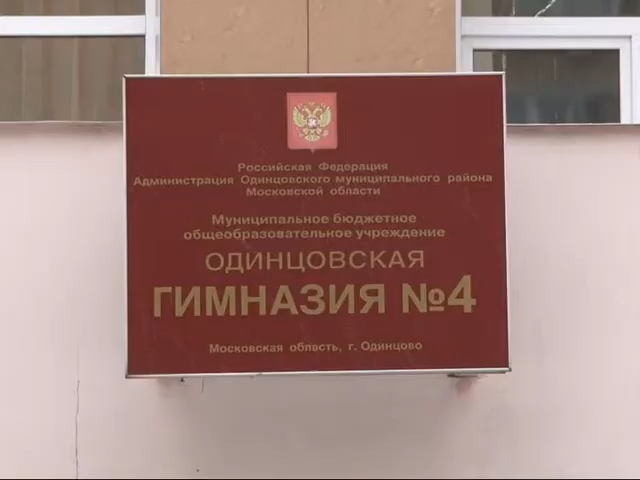 Российская Федерация
Администрация Одинцовского муниципального района
Московской области
Муниципальное бюджетное
общеобразовательное учреждение
ОДИНЦОВСКАЯ
ГИМНАЗИЯ №4
Московская область, г. Одинцово